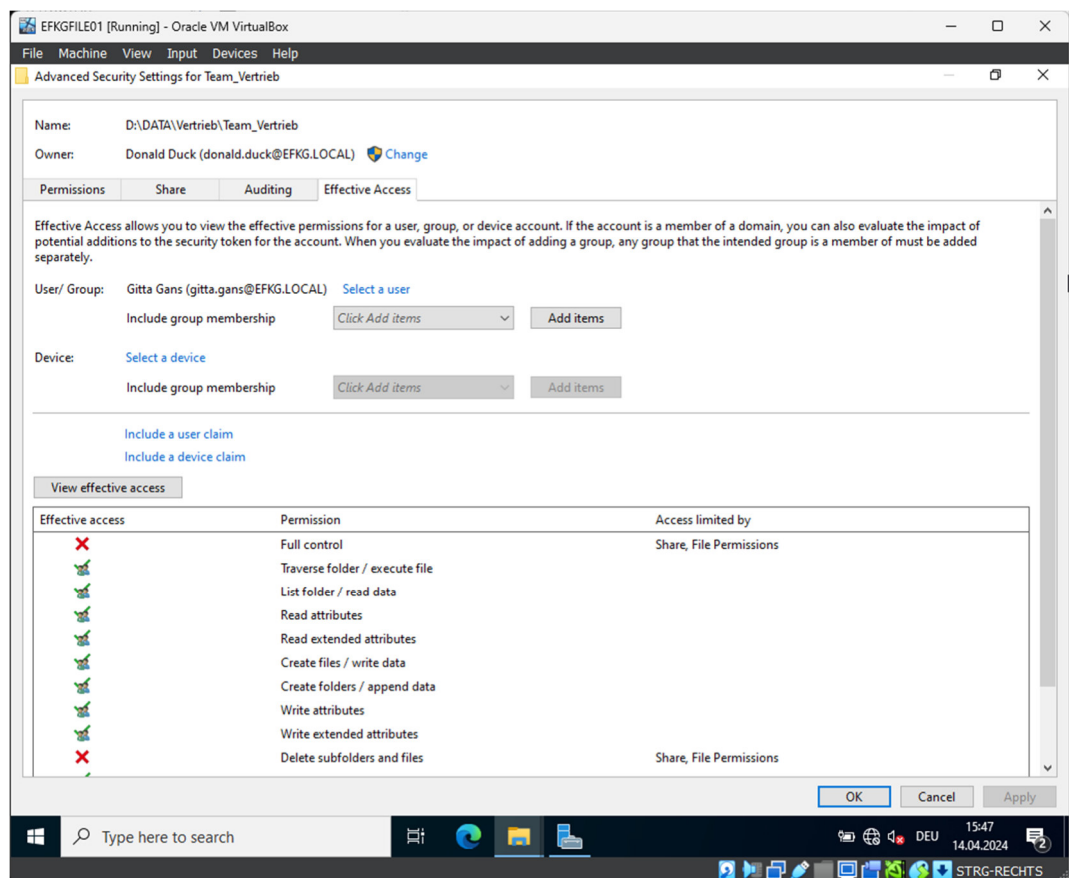 EFKGFILE01 [Running] - Oracle VM VirtualBox
File Machine View Input Devices Help
Advanced Security Settings for Team_Vertrieb
Name: D:\DATA\Vertrieb\Team_Vertrieb
Owner: Donald Duck (donald.duck@EFKG.LOCAL) Change
Permissions Share Auditing Effective Access
Effective Access allows you to view the effective permissions for a user, group, or device account. If the account is a member of a domain, you can also evaluate the impact of
potential additions to the security token for the account. When you evaluate the impact of adding a group, any group that the intended group is a member of must be added
separately.
User/ Group: Gitta Gans (gitta.gans@EFKG.LOCAL) Select a user
Include group membership Click Add items Add items
Device: Select a device
Include group membership Click Add items Add items
Include a user claim
Include a device claim
View effective access
Effective access Permission Access limited by
Full control Share, File Permissions
Traverse folder / execute file
List folder / read data
Read attributes
Read extended attributes
Create files / write data
Create folders / append data
Write attributes
Write extended attributes
Delete subfolders and files Share, File Permissions
OK Cancel Apply
Type here to search DEU 15:47
14.04.2024 2
STRG-RECHTS